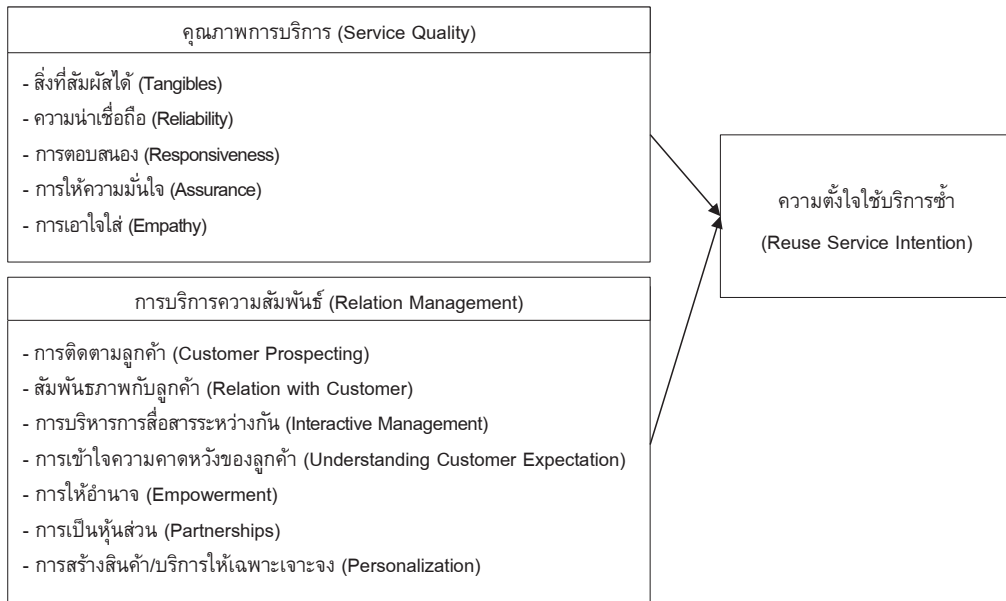 คุณภาพการบริการ (Service Quality)
- สิ่งที่สัมผัสได้ (Tangibles)
- ความน่าเชื่อถือ (Reliability)
- การตอบสนอง (Responsiveness)
- การให้ความมั่นใจ (Assurance)
- การเอาใจใส่ (Empathy)
ความตั้งใจใช้บริการซ้ำ
(Reuse Service Intention)
การบริการความสัมพันธ์ (Relation Management)
- การติดตามลูกค้า (Customer Prospecting)
- สัมพันธภาพกับลูกค้า (Relation with Customer)
- การบริหารการสื่อสารระหว่างกัน (Interactive Management)
- การเข้าใจความคาดหวังของลูกค้า (Understanding Customer Expectation)
- การให้อำนาจ (Empowerment)
- การเป็นหุ้นส่วน (Partnerships)
- การสร้างสินค้า/บริการให้เฉพาะเจาะจง (Personalization)